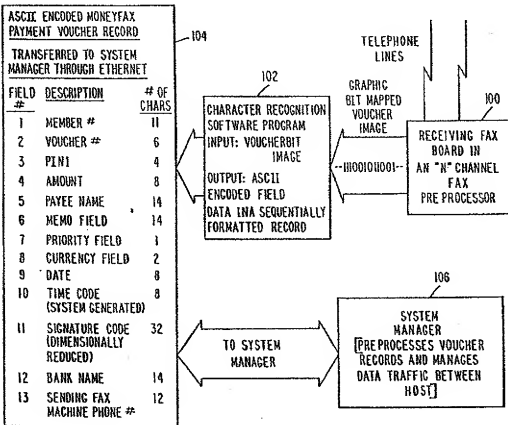 ASCII ENCODED MONEYFAX
PAYMENT VOUCHER RECORD
TRANSFERRED TO SYSTEM
MANAGER THROUGH ETHERNET
FIELD # DESCRIPTION # OF CHARS
1 MEMBER # 11
2 VOUCHER # 6
3 PIN1 4
4 AMOUNT 8
5 PAYEE NAME 14
6 MEMO FIELD 14
7 PRIORITY FIELD 1
8 CURRENCY FIELD 2
9 DATE 8
10 TIME CODE 8
(SYSTEM GENERATED)
11 SIGNATURE CODE 32
(DIMENSIONALLY
REDUCED)
12 BANK NAME 14
13 SENDING FAX 12
MACHINE PHONE #
104
102
CHARACTER RECOGNITION
SOFTWARE PROGRAM
INPUT: VOUCHERBIT
IMAGE
OUTPUT: ASCII
ENCODED FIELD
DATA INA SEQUENTIALLY
FORMATTED RECORD
TELEPHONE
LINES
GRAPHIC
BIT MAPPED
VOUCHER
IMAGE
--11100101001--
100
RECEIVING FAX
BOARD IN
AN "N" CHANNEL
FAX
PRE PROCESSOR
TO SYSTEM
MANAGER
106
SYSTEM
MANAGER
[PREPROCESSES VOUCHER
RECORDS AND MANAGES
DATA TRAFFIC BETWEEN
HOST]